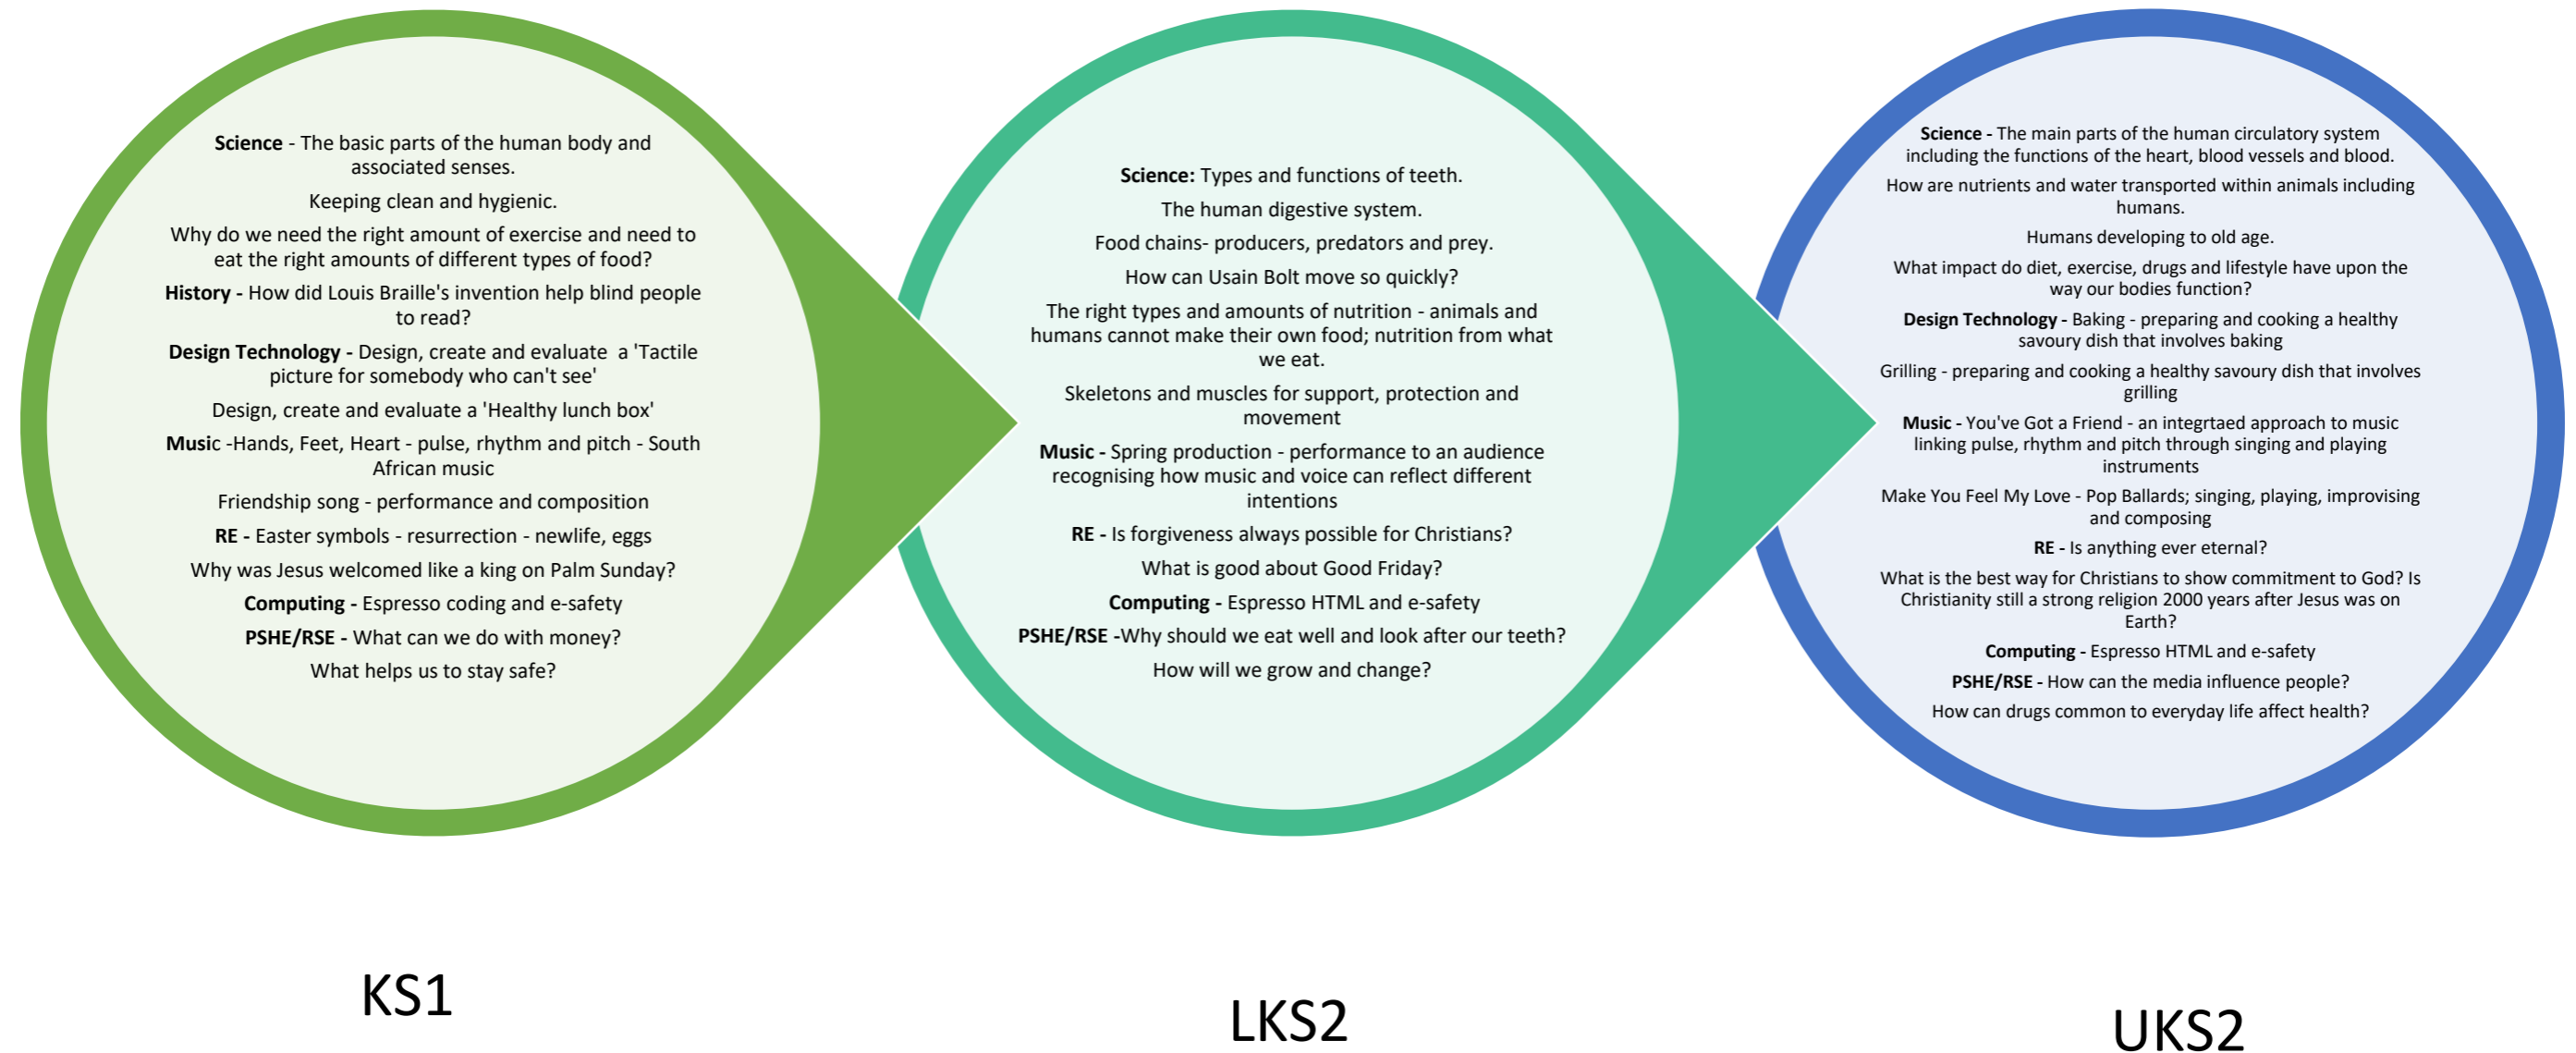 Science - The basic parts of the human body and
associated senses.
Keeping clean and hygienic.
Why do we need the right amount of exercise and need to
eat the right amounts of different types of food?
History - How did Louis Braille's invention help blind people
to read?
Design Technology - Design, create and evaluate a 'Tactile
picture for somebody who can't see'
Design, create and evaluate a 'Healthy lunch box'
Music -Hands, Feet, Heart - pulse, rhythm and pitch - South
African music
Friendship song - performance and composition
RE - Easter symbols - resurrection - newlife, eggs
Why was Jesus welcomed like a king on Palm Sunday?
Computing - Espresso coding and e-safety
PSHE/RSE - What can we do with money?
What helps us to stay safe?
KS1
Science: Types and functions of teeth.
The human digestive system.
Food chains- producers, predators and prey.
How can Usain Bolt move so quickly?
The right types and amounts of nutrition - animals and
humans cannot make their own food; nutrition from what
we eat.
Skeletons and muscles for support, protection and
movement
Music - Spring production - performance to an audience
recognising how music and voice can reflect different
intentions
RE - Is forgiveness always possible for Christians?
What is good about Good Friday?
Computing - Espresso HTML and e-safety
PSHE/RSE -Why should we eat well and look after our teeth?
How will we grow and change?
LKS2
Science - The main parts of the human circulatory system
including the functions of the heart, blood vessels and blood.
How are nutrients and water transported within animals including
humans.
Humans developing to old age.
What impact do diet, exercise, drugs and lifestyle have upon the
way our bodies function?
Design Technology - Baking - preparing and cooking a healthy
savoury dish that involves baking
Grilling - preparing and cooking a healthy savoury dish that involves
grilling
Music - You've Got a Friend - an integrtaed approach to music
linking pulse, rhythm and pitch through singing and playing
instruments
Make You Feel My Love - Pop Ballards; singing, playing, improvising
and composing
RE - Is anything ever eternal?
What is the best way for Christians to show commitment to God? Is
Christianity still a strong religion 2000 years after Jesus was on
Earth?
Computing - Espresso HTML and e-safety
PSHE/RSE - How can the media influence people?
How can drugs common to everyday life affect health?
UKS2